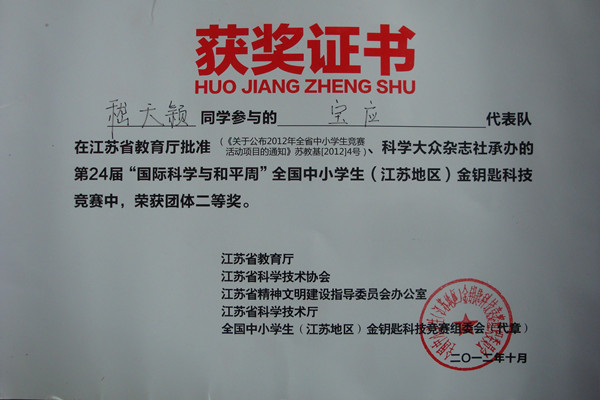 获奖证书
HUO JIANG ZHENG SHU
嵇天颖 同学参与的 宝应 代表队
在江苏省教育厅批准（《关于公布2012年全省中小学生竞赛活动项目的通知》苏教基[2012]4号）、科学大众杂志社承办的
第24届“国际科学与和平周”全国中小学生（江苏地区）金钥匙科技
竞赛中，荣获团体二等奖。
江苏省教育厅
江苏省科学技术协会
江苏省精神文明建设指导委员会办公室
江苏省科学技术厅
全国中小学生（江苏地区）金钥匙科技竞赛组委会（代章）
二〇一二年十月